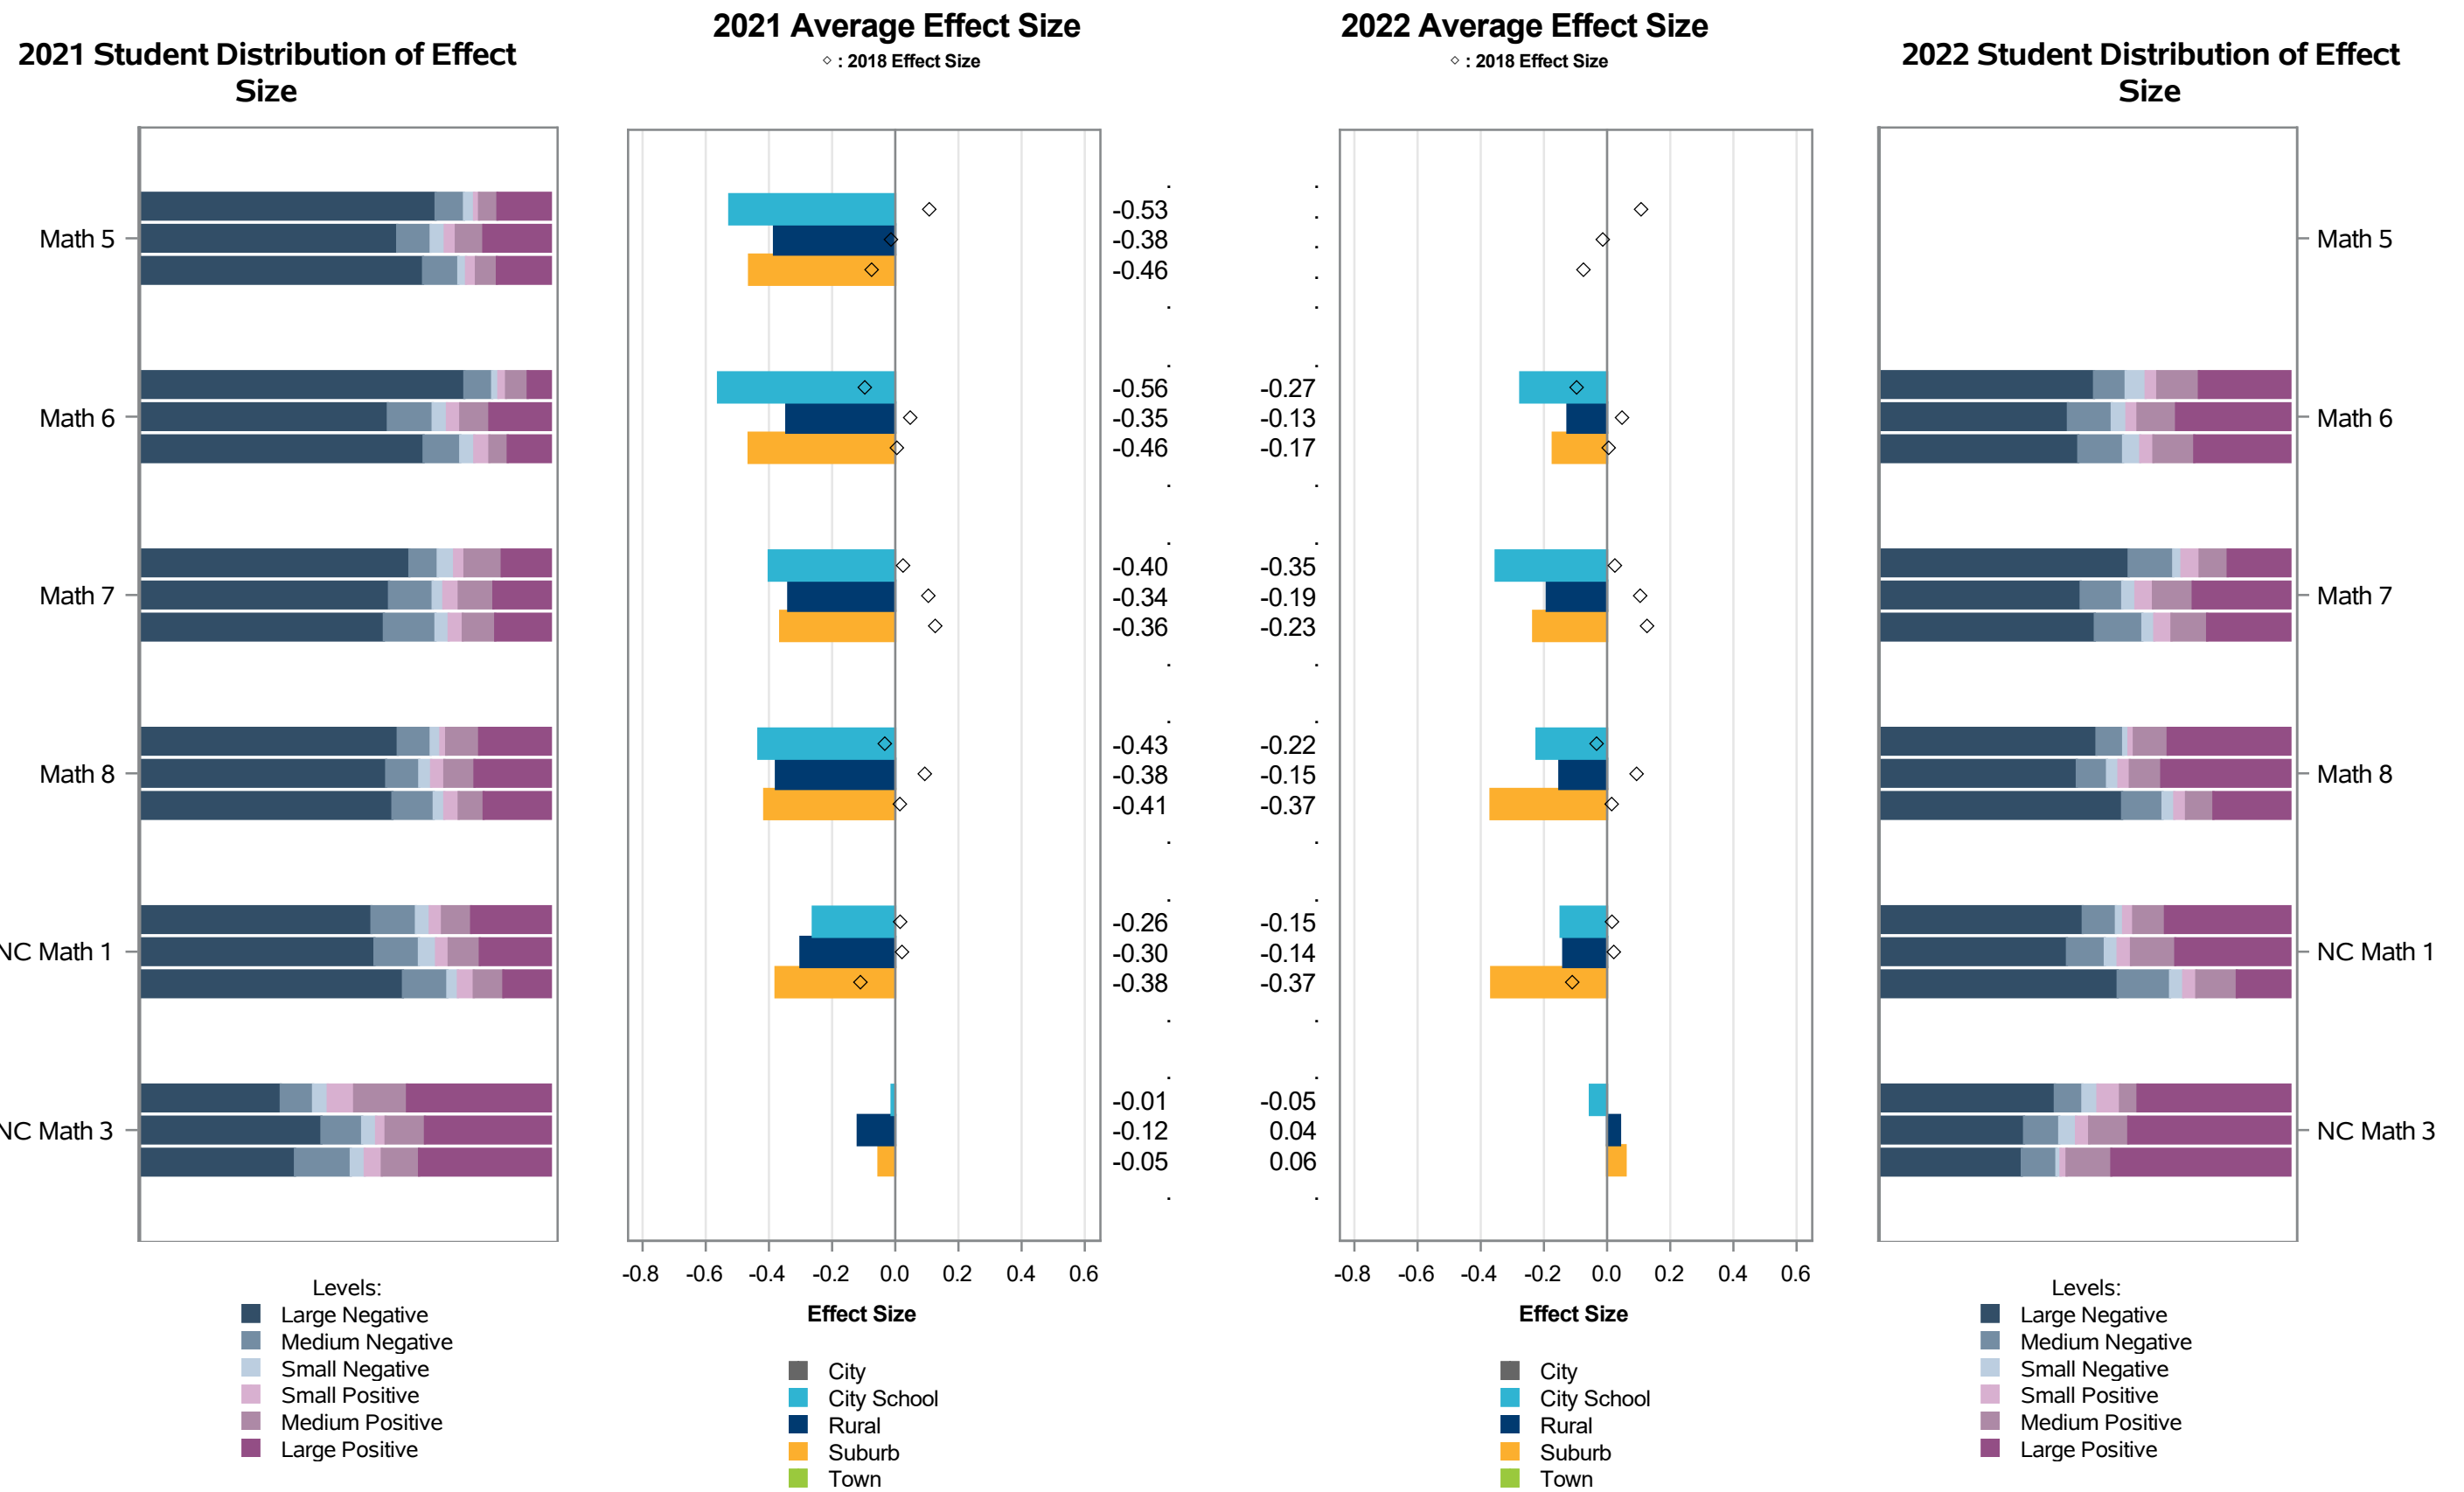 2021 Student Distribution of Effect
Size
2021 Average Effect Size
◇ : 2018 Effect Size
2022 Average Effect Size
◇ : 2018 Effect Size
2022 Student Distribution of Effect
Size
Math 5
Math 6
Math 7
Math 8
NC Math 1
NC Math 3
Levels:
Large Negative
Medium Negative
Small Negative
Small Positive
Medium Positive
Large Positive
.
-0.53
-0.38
-0.46
.
.
-0.56
-0.35
-0.46
.
.
-0.40
-0.34
-0.36
.
.
-0.43
-0.38
-0.41
.
.
-0.26
-0.30
-0.38
.
.
-0.01
-0.12
-0.05
.
-0.8 -0.6 -0.4 -0.2 0.0 0.2 0.4 0.6
Effect Size
City
City School
Rural
Suburb
Town
.
.
.
.
.
.
-0.27
-0.13
-0.17
.
.
-0.35
-0.19
-0.23
.
.
-0.22
-0.15
-0.37
.
.
-0.15
-0.14
-0.37
.
.
-0.05
0.04
0.06
.
-0.8 -0.6 -0.4 -0.2 0.0 0.2 0.4 0.6
Effect Size
City
City School
Rural
Suburb
Town
Math 5
Math 6
Math 7
Math 8
NC Math 1
NC Math 3
Levels:
Large Negative
Medium Negative
Small Negative
Small Positive
Medium Positive
Large Positive